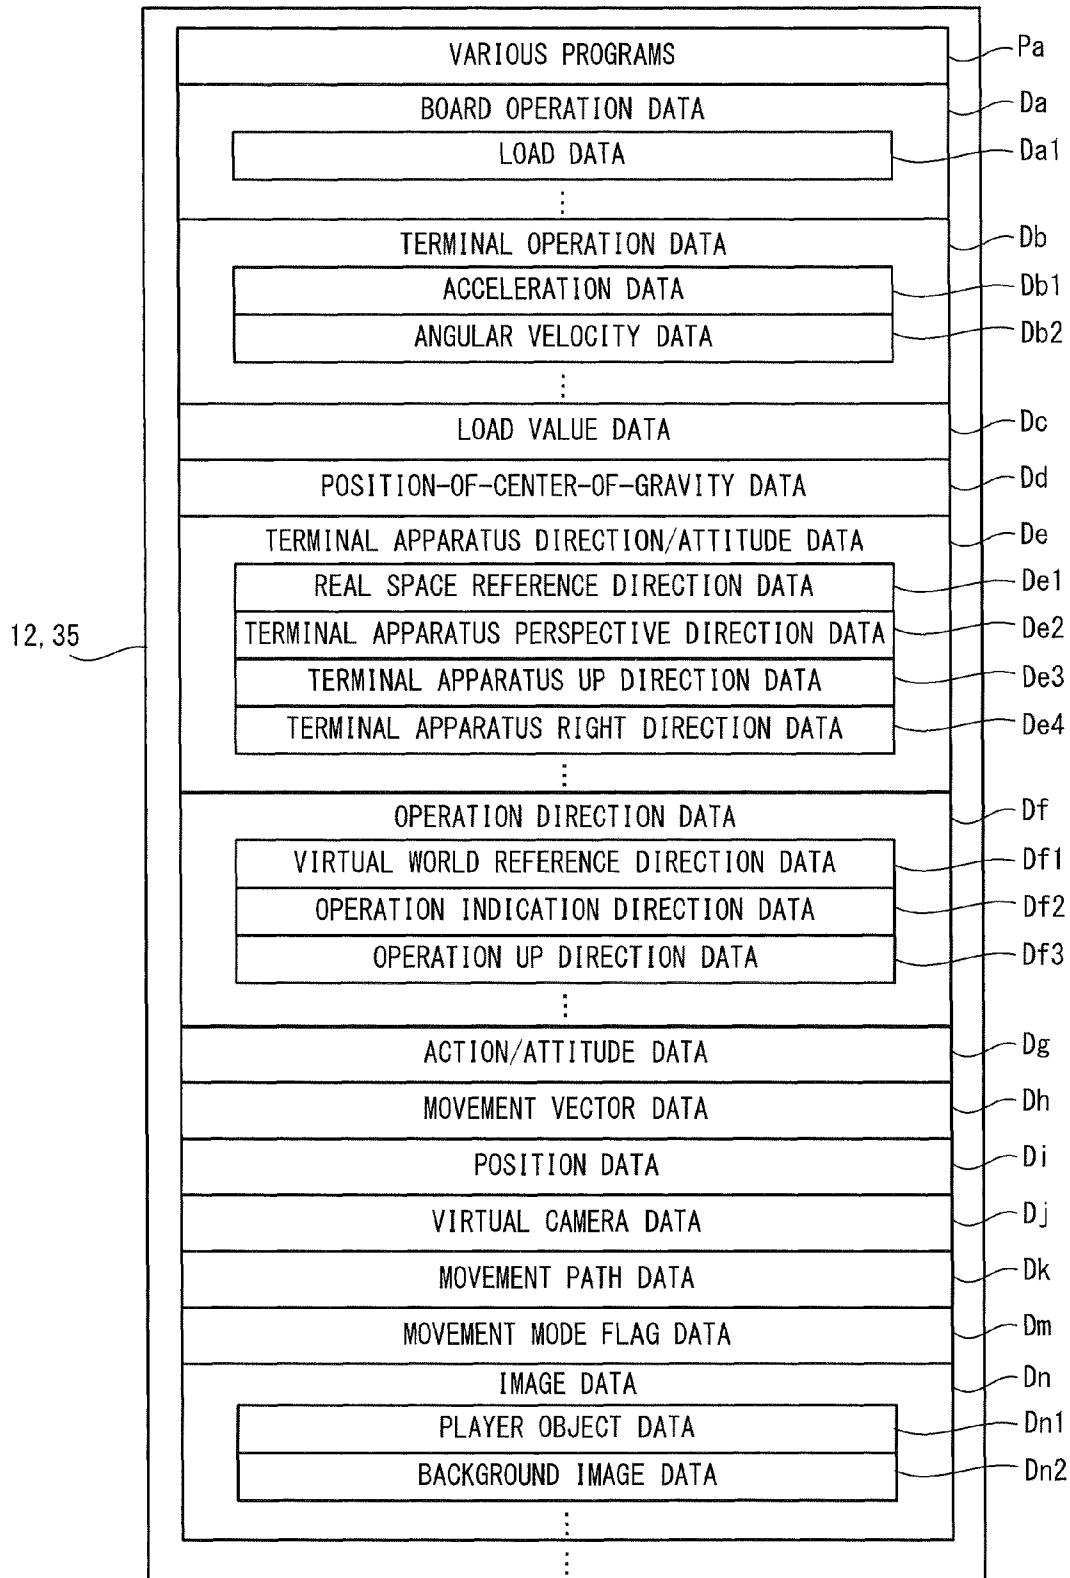 VARIOUS PROGRAMS Pa
BOARD OPERATION DATA Da
LOAD DATA Da1
TERMINAL OPERATION DATA Db
ACCELERATION DATA Db1
ANGULAR VELOCITY DATA Db2
LOAD VALUE DATA Dc
POSITION-OF-CENTER-OF-GRAVITY DATA Dd
TERMINAL APPARATUS DIRECTION/ATTITUDE DATA De
REAL SPACE REFERENCE DIRECTION DATA De1
12, 35
TERMINAL APPARATUS PERSPECTIVE DIRECTION DATA De2
TERMINAL APPARATUS UP DIRECTION DATA De3
TERMINAL APPARATUS RIGHT DIRECTION DATA De4
OPERATION DIRECTION DATA Df
VIRTUAL WORLD REFERENCE DIRECTION DATA Df1
OPERATION INDICATION DIRECTION DATA Df2
OPERATION UP DIRECTION DATA Df3
ACTION/ATTITUDE DATA Dg
MOVEMENT VECTOR DATA Dh
POSITION DATA Di
VIRTUAL CAMERA DATA Dj
MOVEMENT PATH DATA Dk
MOVEMENT MODE FLAG DATA Dm
IMAGE DATA Dn
PLAYER OBJECT DATA Dn1
BACKGROUND IMAGE DATA Dn2